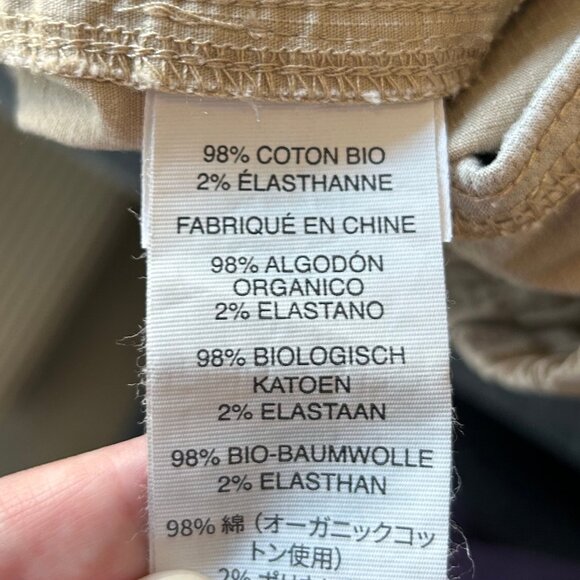 98% COTON BIO
2% ÉLASTHANNE
FABRIQUÉ EN CHINE
98% ALGODÓN
ORGANICO
2% ELASTANO
98% BIOLOGISCH
KATOEN
2% ELASTAAN
98% BIO-BAUMWOLLE
2% ELASTHAN
98% 綿 (オーガニックコッ
トン使用)
2% ポリ